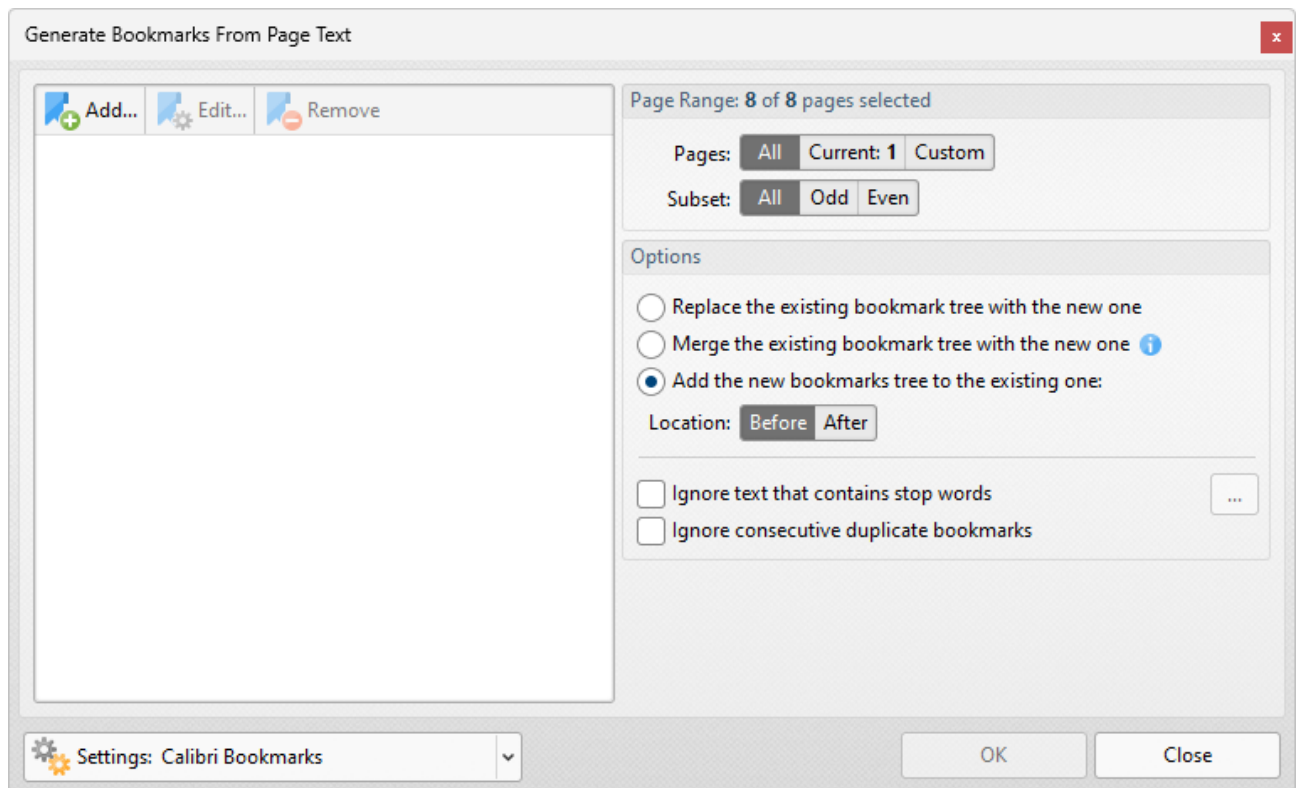 Generate Bookmarks From Page Text
x
Add... Edit... Remove
Page Range: 8 of 8 pages selected
Pages: All Current: 1 Custom
Subset: All Odd Even
Options
Replace the existing bookmark tree with the new one
Merge the existing bookmark tree with the new one i
Add the new bookmarks tree to the existing one:
Location: Before After
Ignore text that contains stop words ...
Ignore consecutive duplicate bookmarks
Settings: Calibri Bookmarks
OK Close